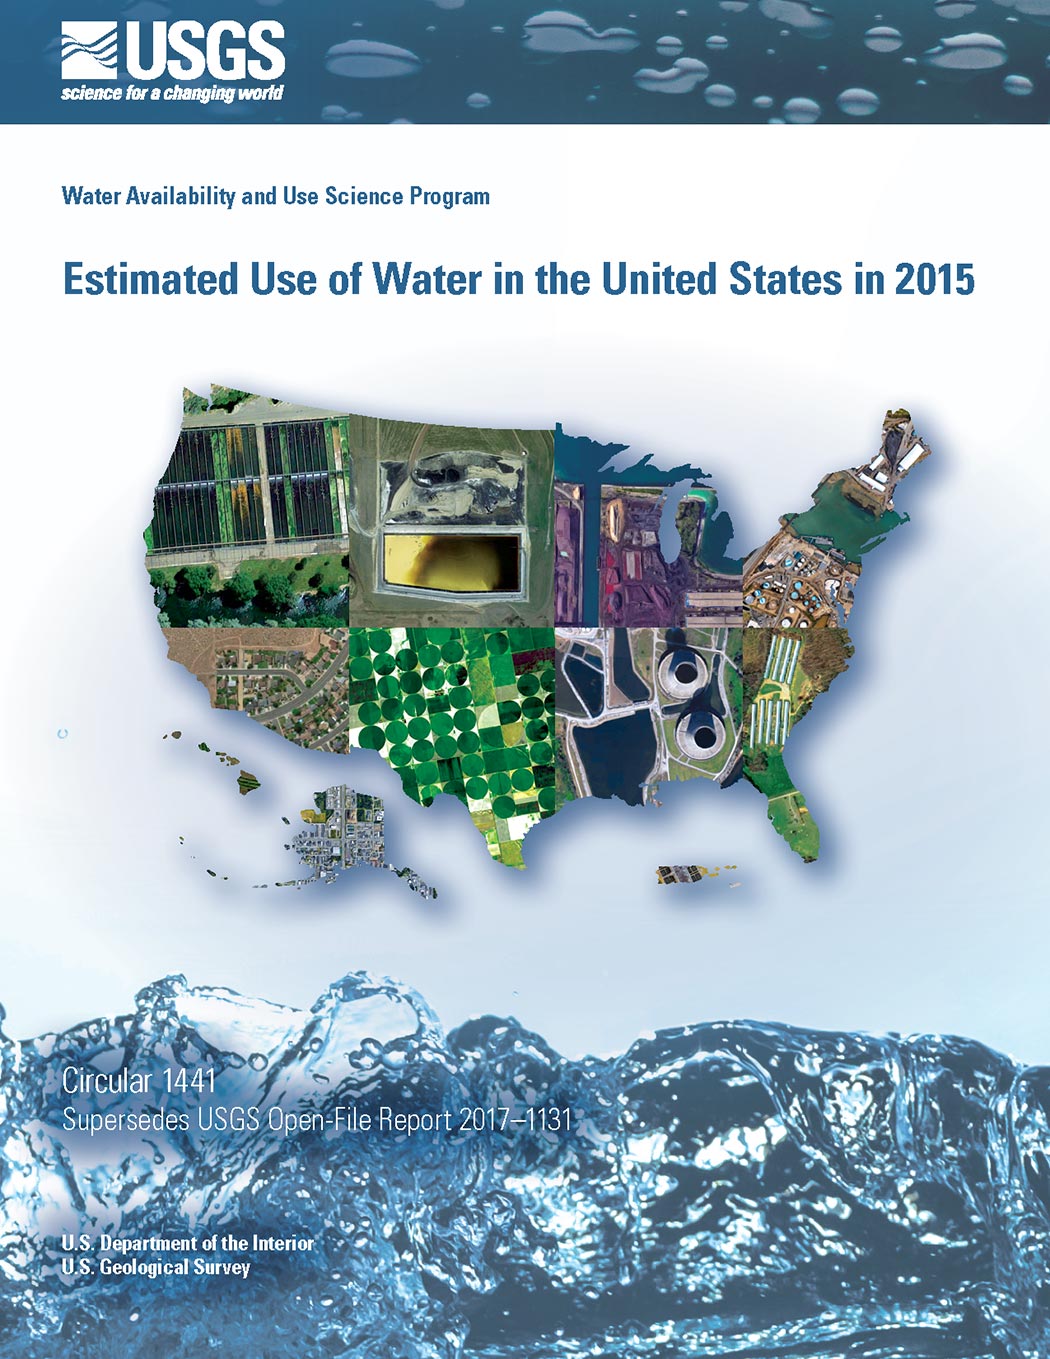 USGS
science for a changing world
Water Availability and Use Science Program
Estimated Use of Water in the United States in 2015
Circular 1441
Supersedes USGS Open-File Report 2017–1131
U.S. Department of the Interior
U.S. Geological Survey